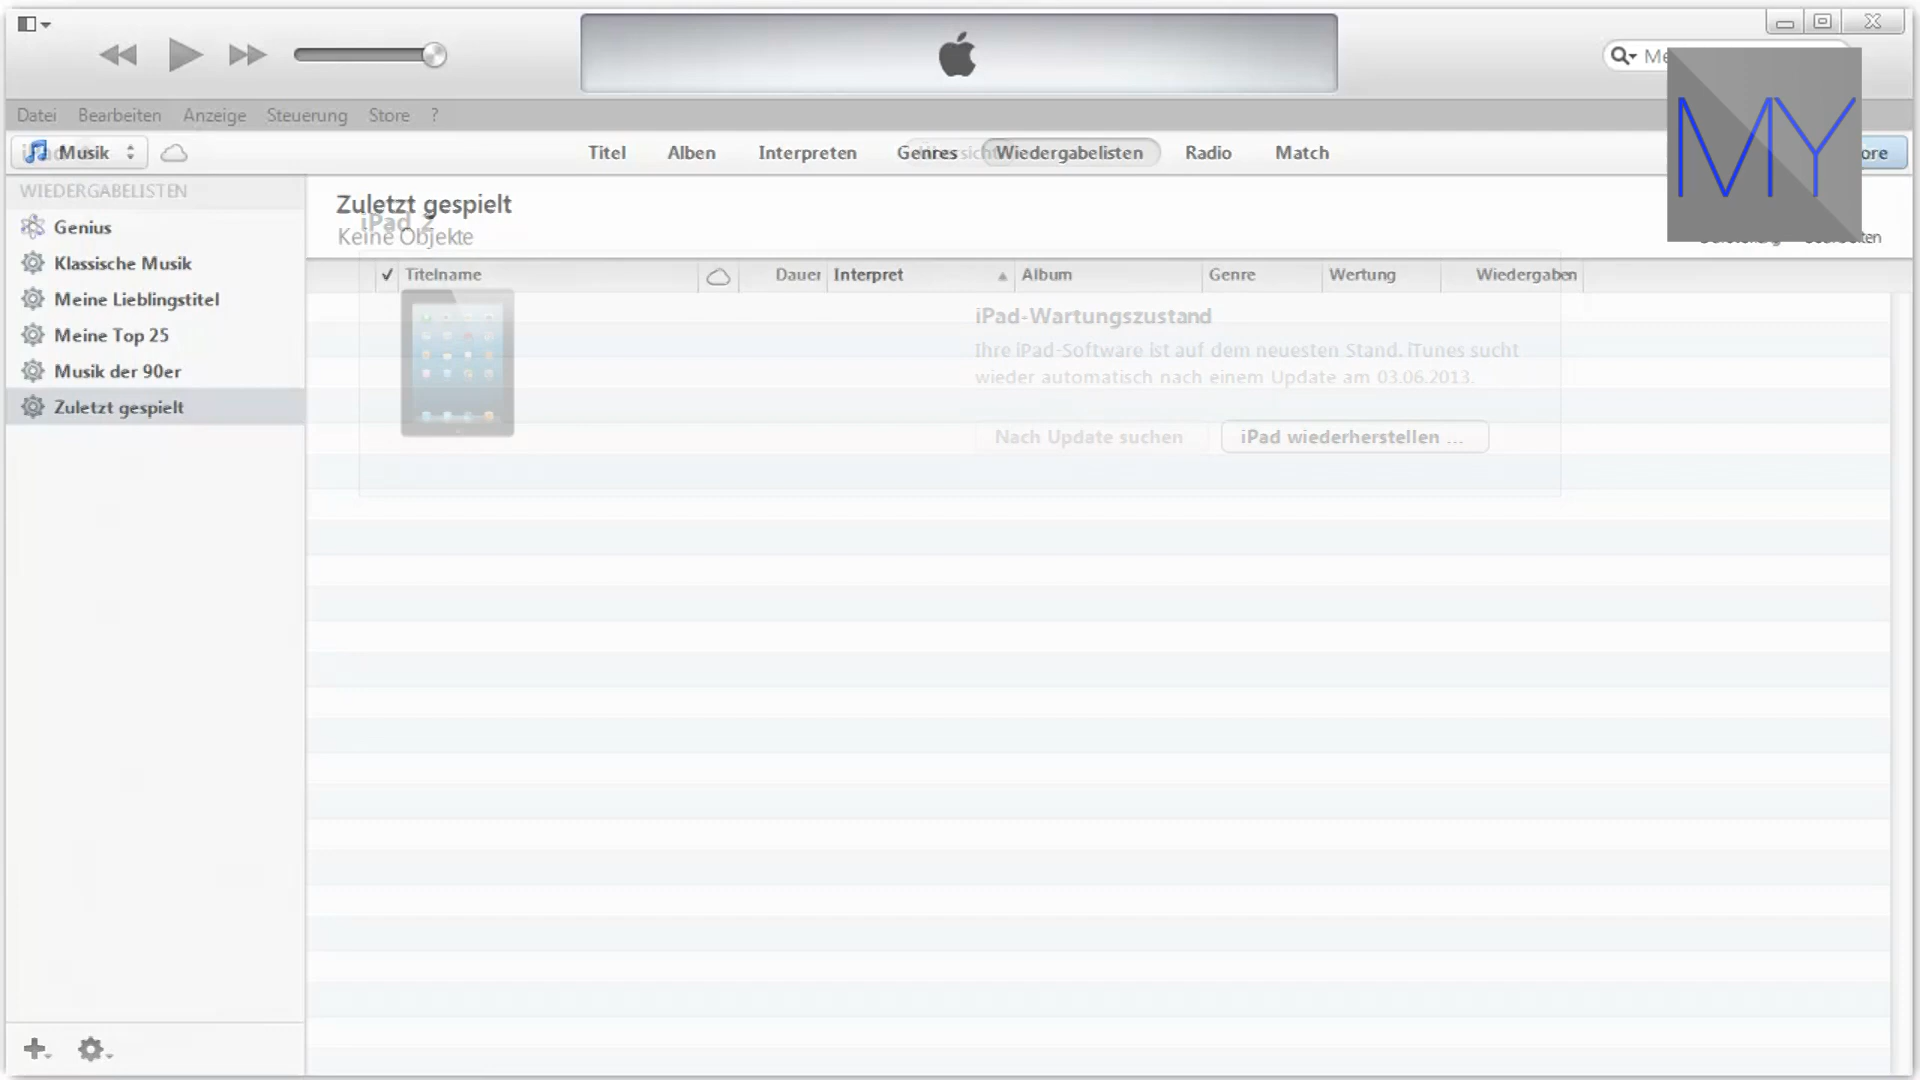 Datei Bearbeiten Anzeige Steuerung Store ?
Musik
Titel Alben Interpreten Genres Wiedergabelisten Radio Match
MY
WIEDERGABELISTEN
Genius
Klassische Musik
Meine Lieblingstitel
Meine Top 25
Musik der 90er
Zuletzt gespielt
Zuletzt gespielt
iPad 2
Keine Objekte
Titelname Dauer Interpret Album Genre Wertung Wiedergaben
iPad-Wartungszustand
Ihre iPad-Software ist auf dem neuesten Stand. iTunes sucht
wieder automatisch nach einem Update am 03.06.2013.
Nach Update suchen iPad wiederherstellen ...